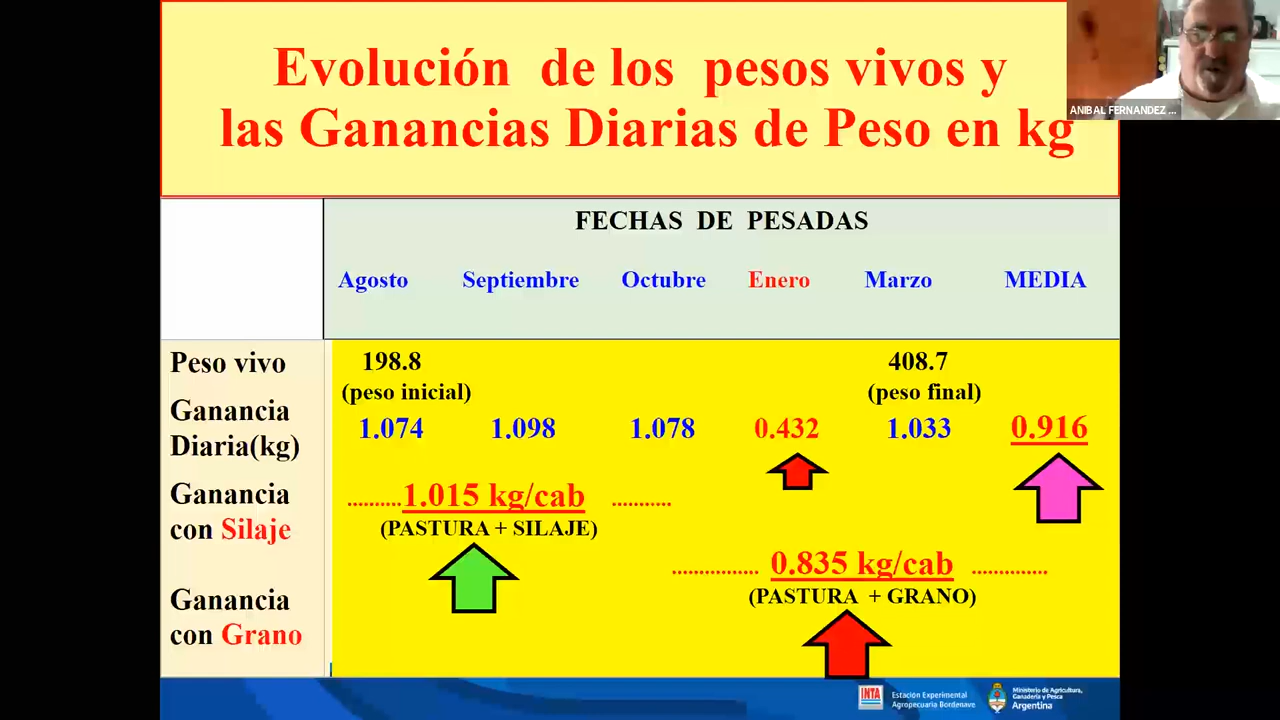 Evolución de los pesos vivos y
las Ganancias Diarias de Peso en kg
ANIBAL FERNANDEZ ...
FECHAS DE PESADAS
Agosto Septiembre Octubre Enero Marzo MEDIA
Peso vivo 198.8 408.7
(peso inicial) (peso final)
Ganancia
Diaria(kg) 1.074 1.098 1.078 0.432 1.033 0.916
Ganancia
con Silaje
..........1.015 kg/cab ...........
(PASTURA + SILAJE)
................ 0.835 kg/cab ..............
(PASTURA + GRANO)
Ganancia
con Grano
INTA
Estación Experimental
Agropecuaria Bordenave
Ministerio de Agricultura,
Ganadería y Pesca
Argentina